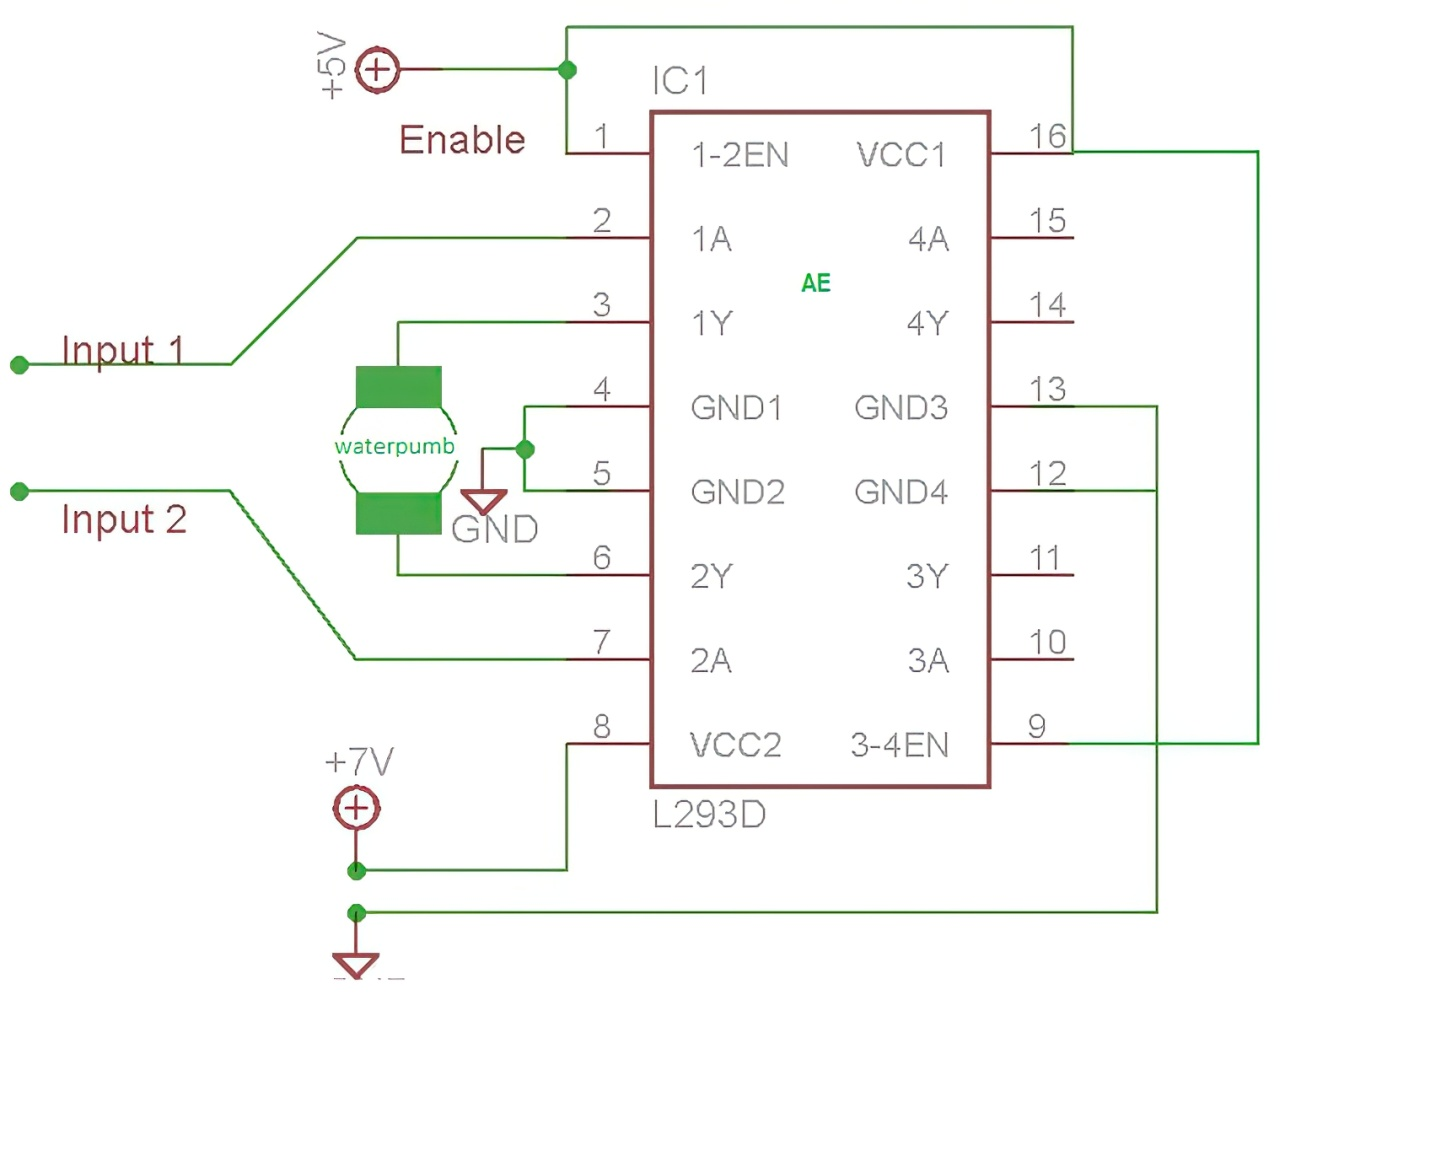 +5V
IC1
Enable
1 1-2EN VCC1 16
2 1A 4A 15
AE
3 1Y 4Y 14
Input 1
4 GND1 GND3 13
waterpumb
5 GND2 GND4 12
Input 2
GND
6 2Y 3Y 11
7 2A 3A 10
8 VCC2 3-4EN 9
+7V
L293D